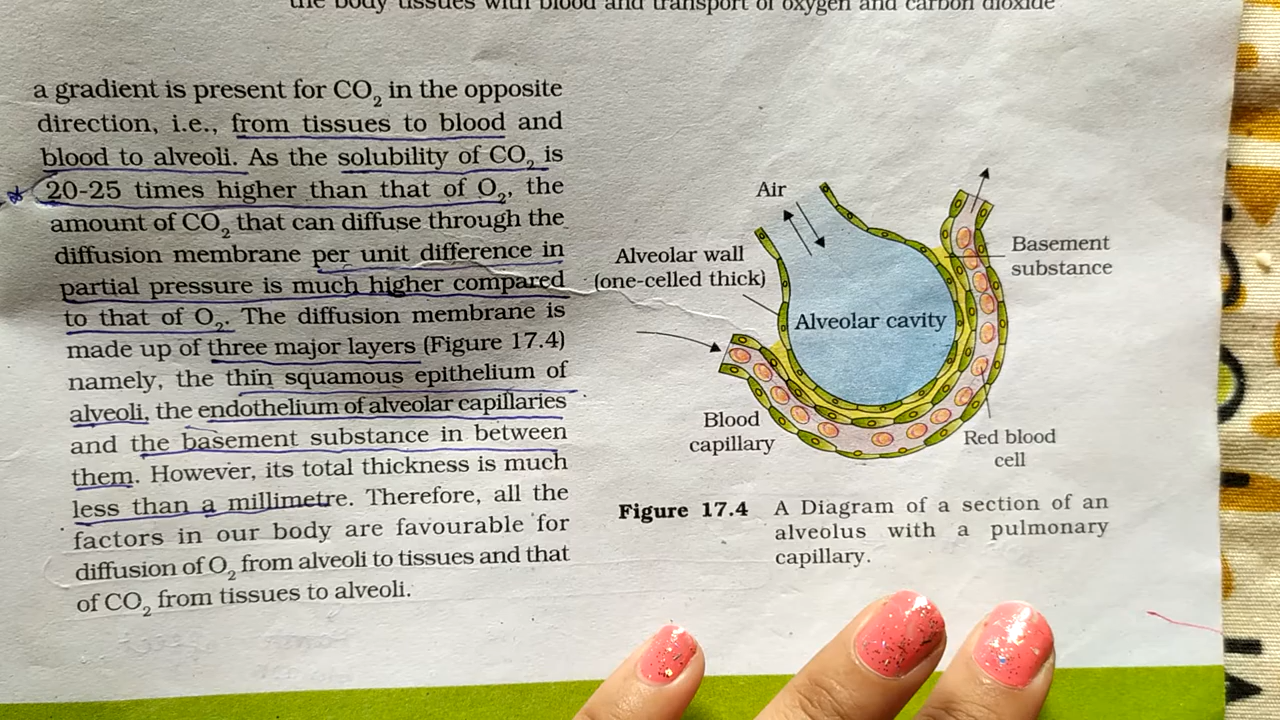 the body tissues with blood and transport of oxygen and carbon dioxide
a gradient is present for CO₂ in the opposite
direction, i.e., from tissues to blood and
blood to alveoli. As the solubility of CO₂ is
20-25 times higher than that of O₂, the
amount of CO₂ that can diffuse through the
diffusion membrane per unit difference in
partial pressure is much higher compared
to that of O₂. The diffusion membrane is
made up of three major layers (Figure 17.4)
namely, the thin squamous epithelium of
alveoli, the endothelium of alveolar capillaries
and the basement substance in between
them. However, its total thickness is much
less than a millimetre. Therefore, all the
factors in our body are favourable for
diffusion of O₂ from alveoli to tissues and that
of CO₂ from tissues to alveoli.
Air
Alveolar wall
(one-celled thick)
Basement
substance
Alveolar cavity
Blood
capillary
Red blood
cell
Figure 17.4 A Diagram of a section of an
alveolus with a pulmonary
capillary.